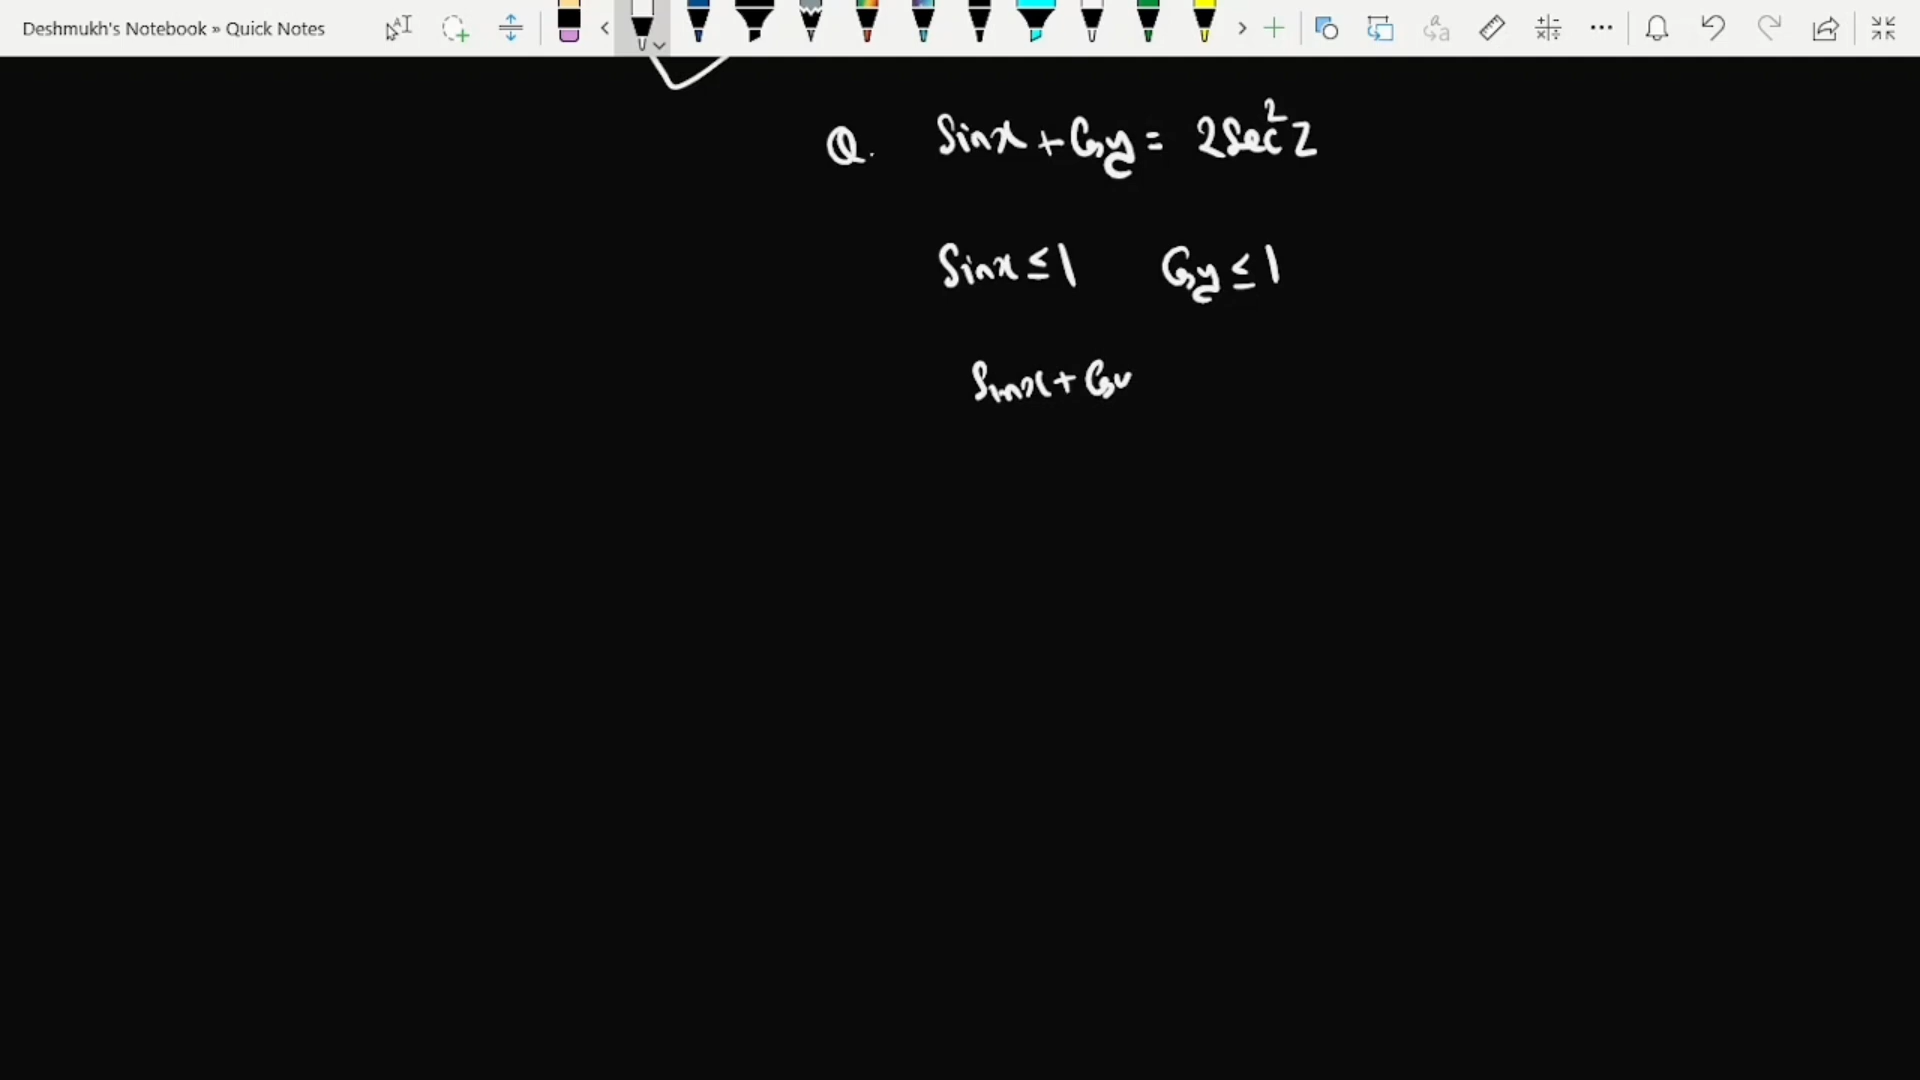 Deshmukh's Notebook » Quick Notes
Q. Sinx + Cosy = 2Sec²z
Sinx ≤ 1 Cosy ≤ 1
Sinx + Cos